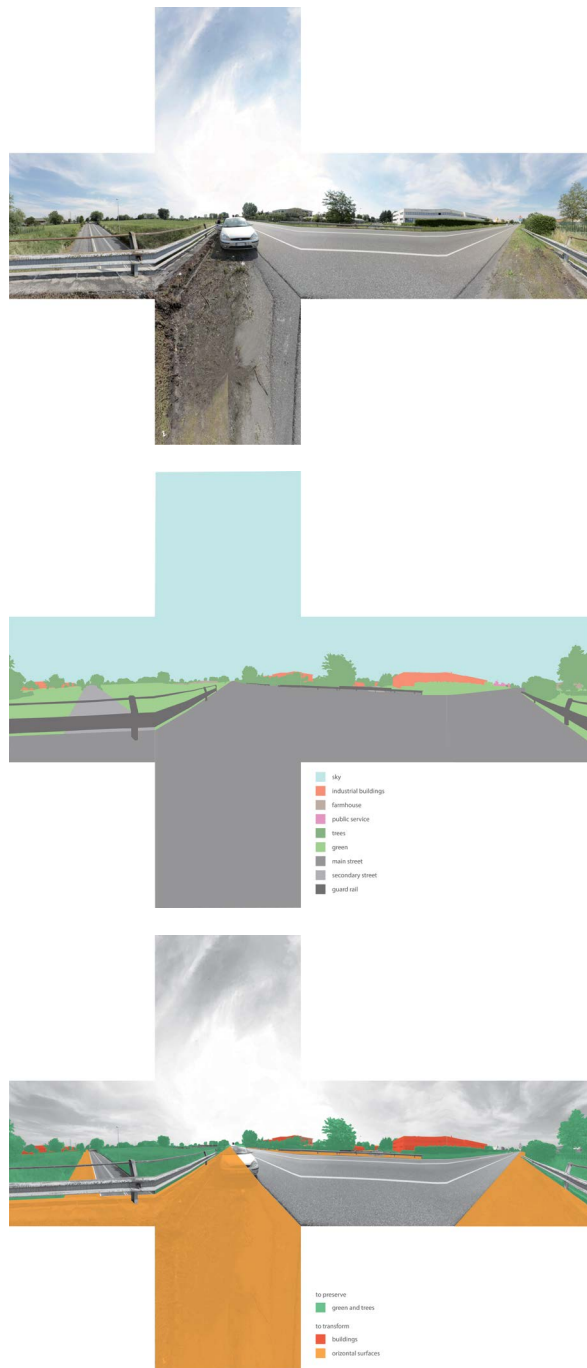 sky
industrial buildings
farmhouse
public service
trees
green
main street
secondary street
guard rail
to preserve
green and trees
to transform
buildings
orizontal surfaces